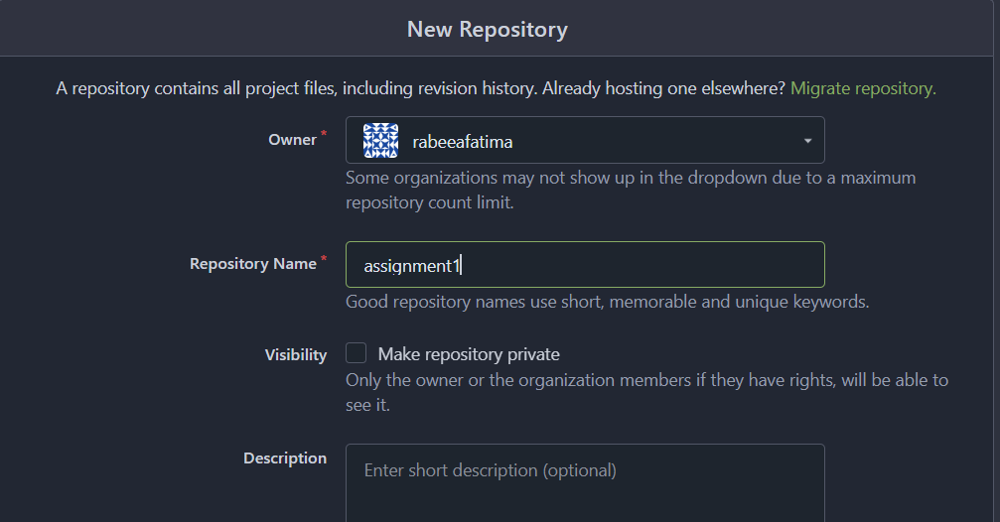 New Repository
A repository contains all project files, including revision history. Already hosting one elsewhere? Migrate repository.
Owner *
rabeeafatima
Some organizations may not show up in the dropdown due to a maximum
repository count limit.
Repository Name *
assignment1
Good repository names use short, memorable and unique keywords.
Visibility
Make repository private
Only the owner or the organization members if they have rights, will be able to
see it.
Description
Enter short description (optional)